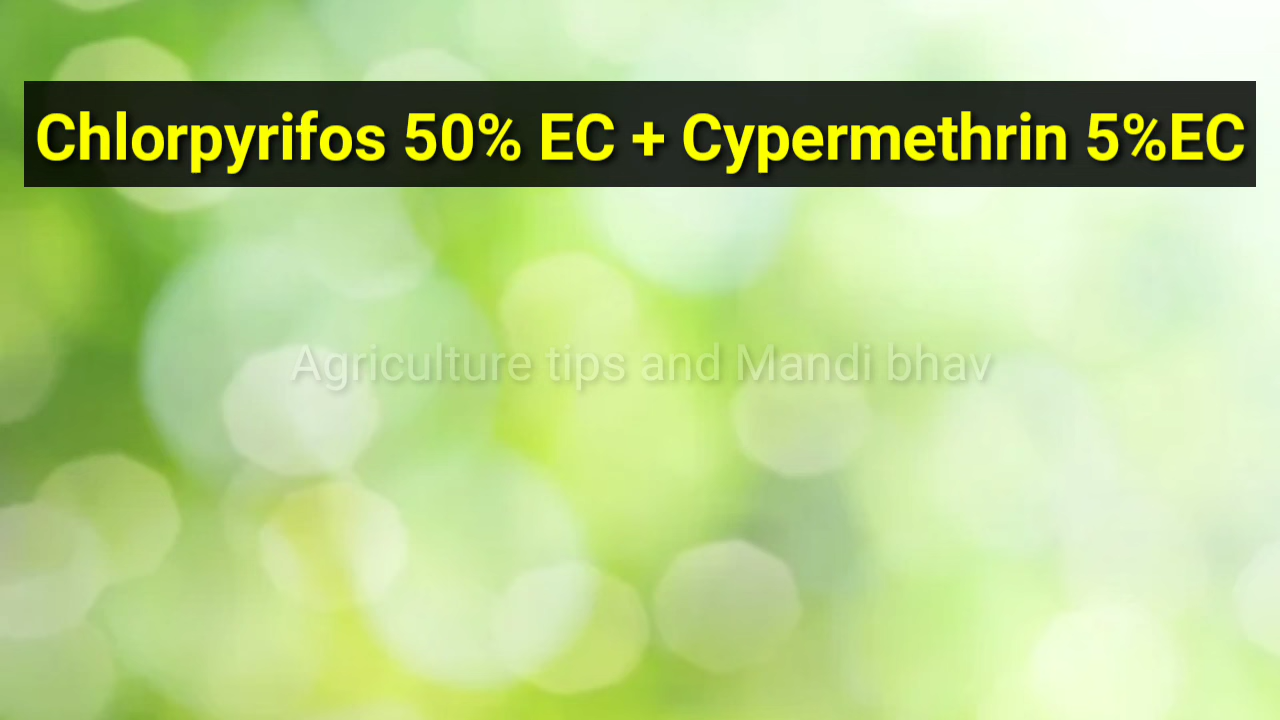 Chlorpyrifos 50% EC + Cypermethrin 5%EC
Agriculture tips and Mandi bhav